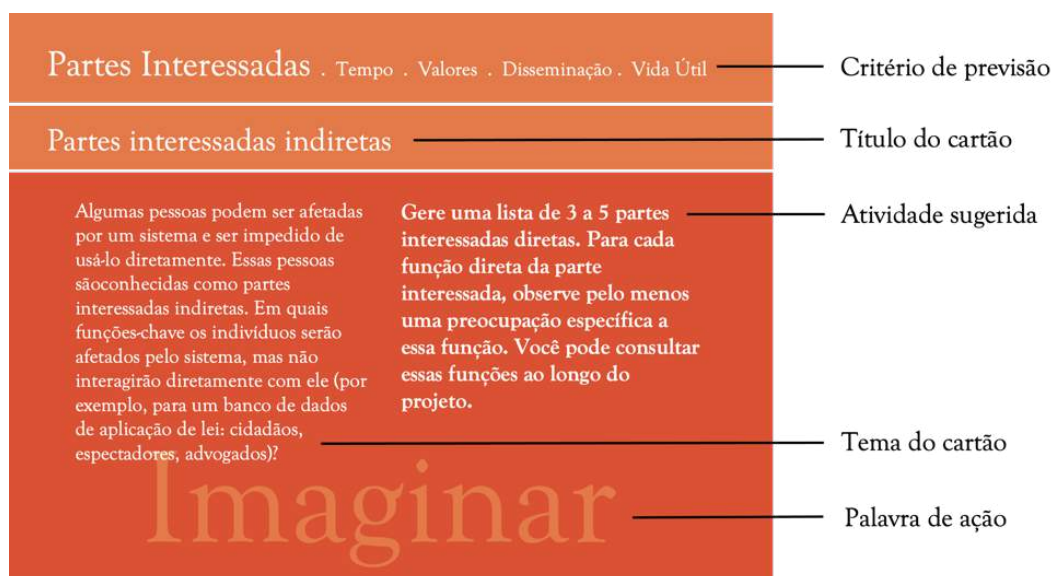 Partes Interessadas . Tempo . Valores . Disseminação . Vida Útil
Critério de previsão
Partes interessadas indiretas
Título do cartão
Algumas pessoas podem ser afetadas
por um sistema e ser impedido de
usá-lo diretamente. Essas pessoas
sãoconhecidas como partes
interessadas indiretas. Em quais
funções-chave os indivíduos serão
afetados pelo sistema, mas não
interagirão diretamente com ele (por
exemplo, para um banco de dados
de aplicação de lei: cidadãos,
espectadores, advogados)?
Gere uma lista de 3 a 5 partes
interessadas diretas. Para cada
função direta da parte
interessada, observe pelo menos
uma preocupação específica a
essa função. Você pode consultar
essas funções ao longo do
projeto.
Atividade sugerida
Tema do cartão
Imaginar
Palavra de ação